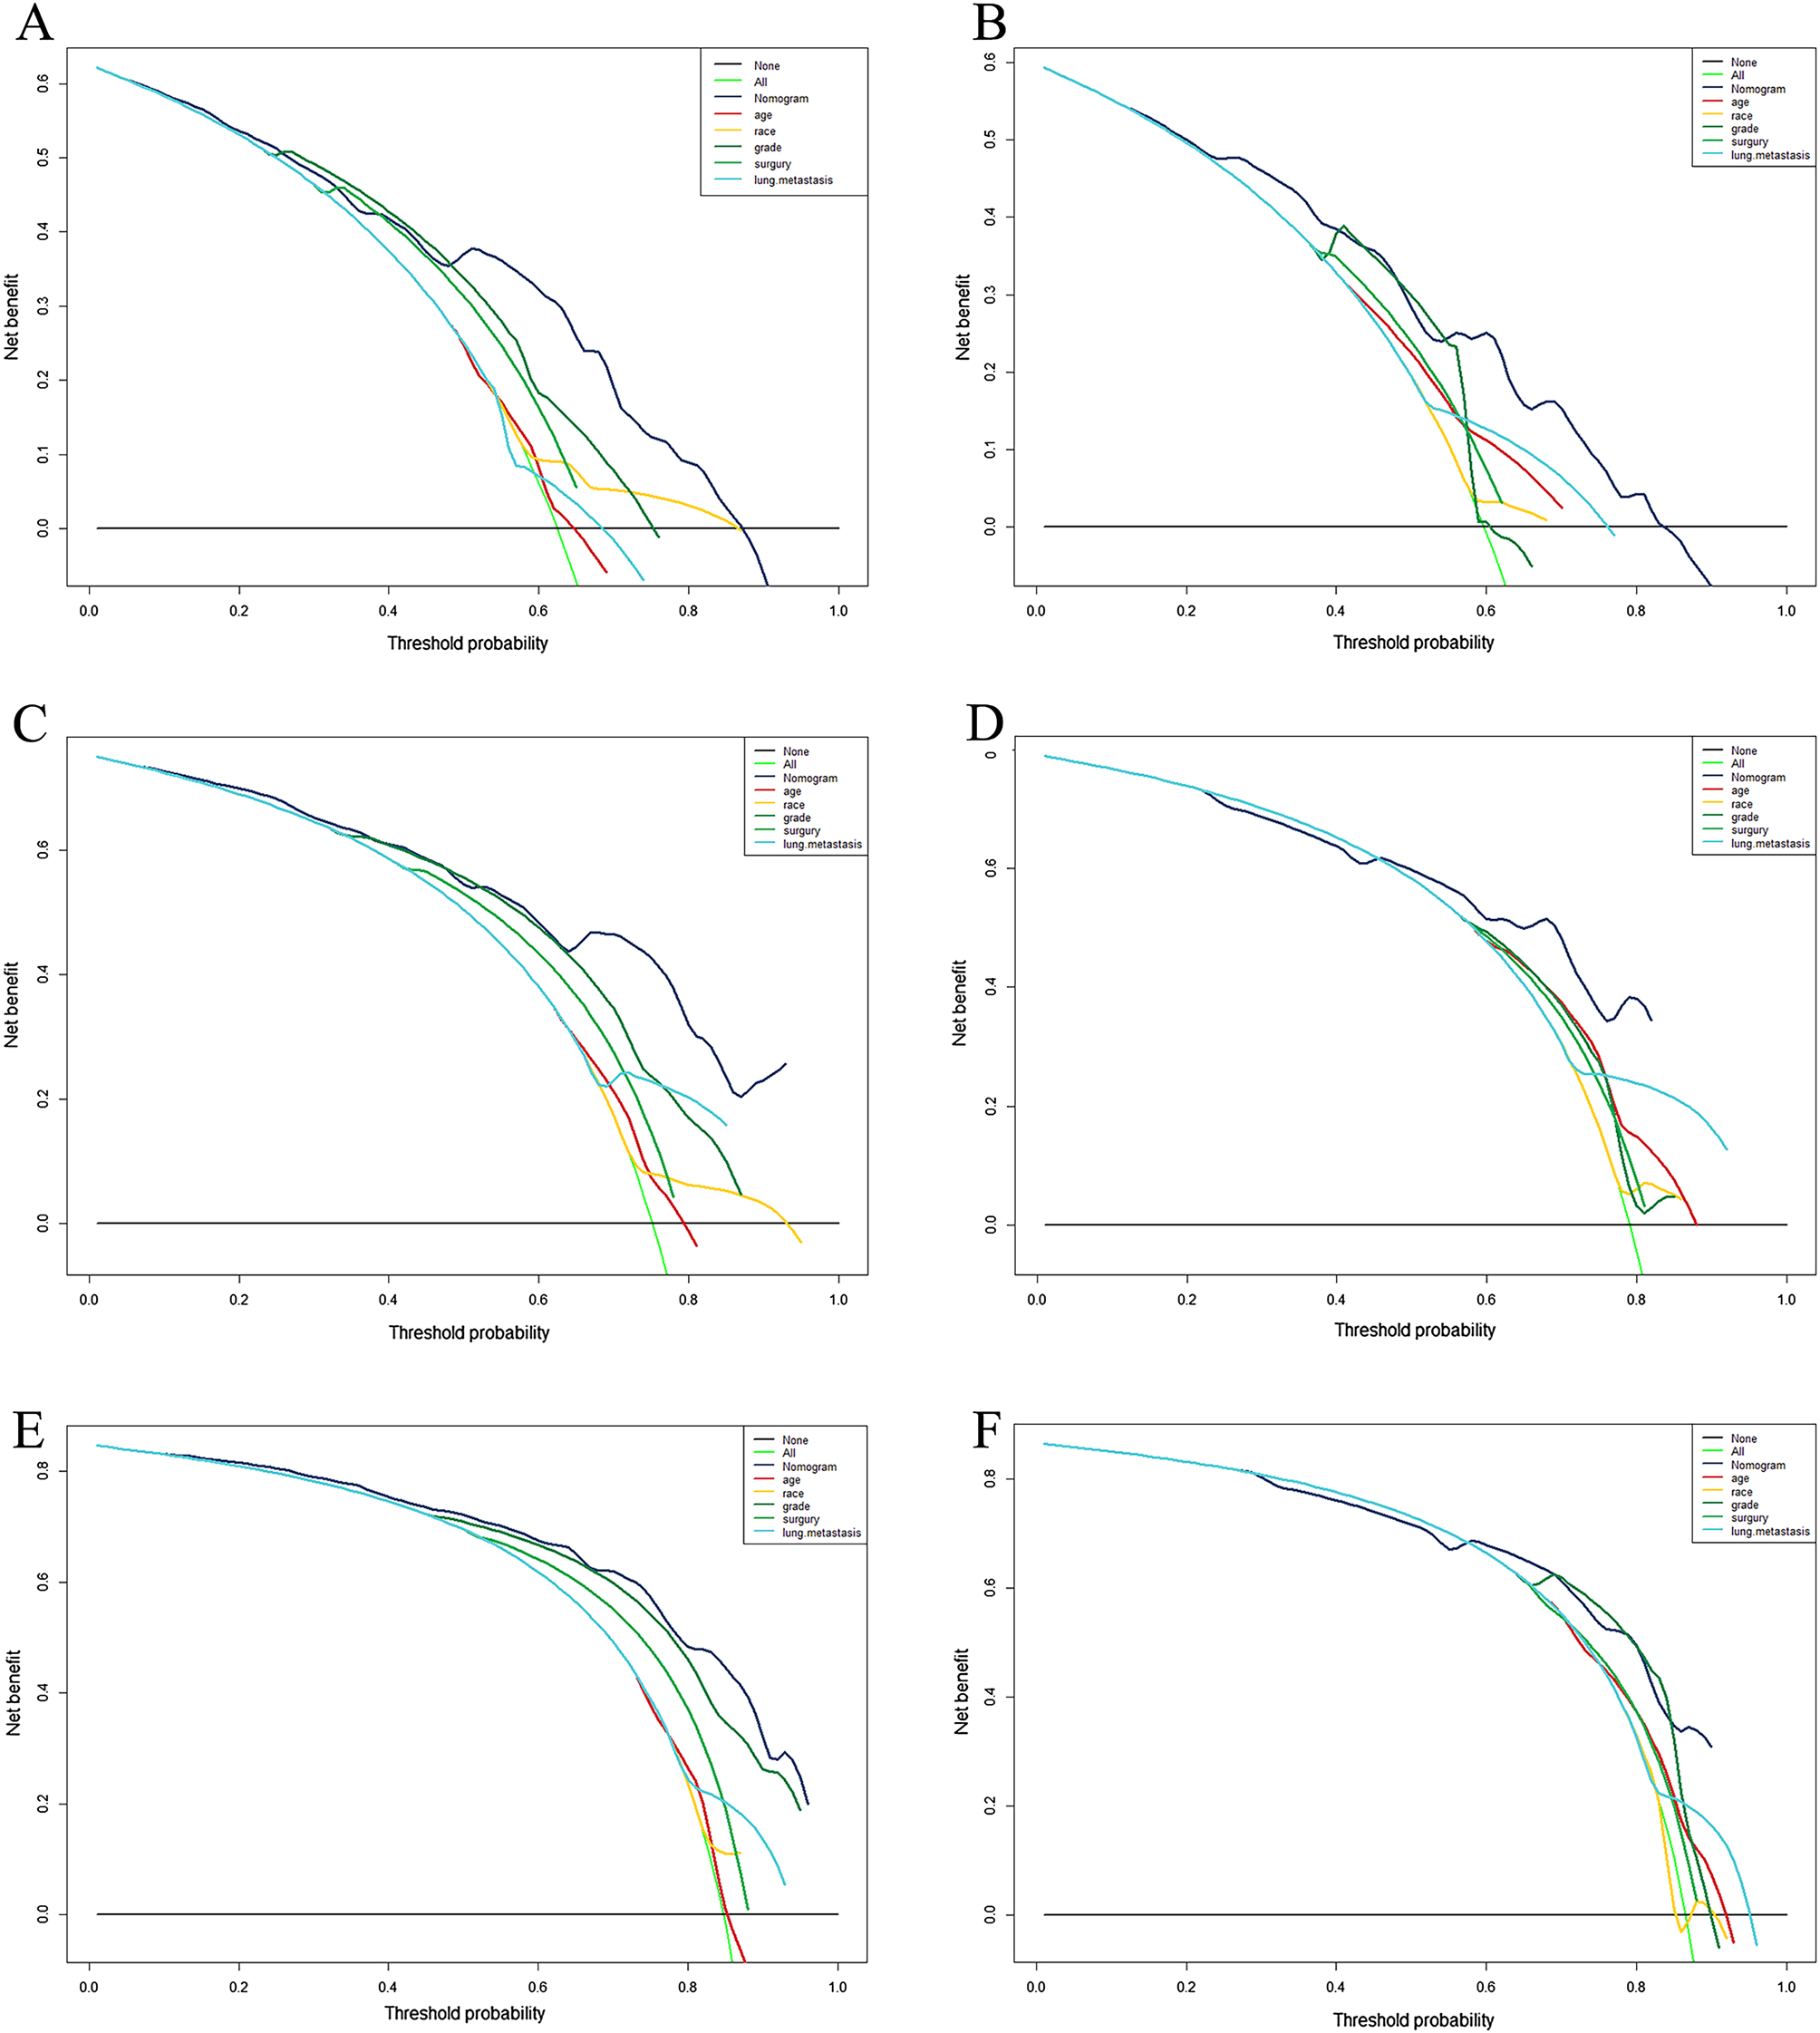 A
None
All
Nomogram
age
race
grade
surgury
lung.metastasis
0.6
0.5
0.4
0.3
0.2
0.1
0.0
Net benefit
0.0 0.2 0.4 0.6 0.8 1.0
Threshold probability
B
None
All
Nomogram
age
race
grade
surgury
lung.metastasis
0.6
0.5
0.4
0.3
0.2
0.1
0.0
Net benefit
0.0 0.2 0.4 0.6 0.8 1.0
Threshold probability
C
None
All
Nomogram
age
race
grade
surgury
lung.metastasis
0.6
0.4
0.2
0.0
Net benefit
0.0 0.2 0.4 0.6 0.8 1.0
Threshold probability
D
None
All
Nomogram
age
race
grade
surgury
lung.metastasis
0
0.6
0.4
0.2
0.0
Net benefit
0.0 0.2 0.4 0.6 0.8 1.0
Threshold probability
E
None
All
Nomogram
age
race
grade
surgury
lung.metastasis
0.8
0.6
0.4
0.2
0.0
Net benefit
0.0 0.2 0.4 0.6 0.8 1.0
Threshold probability
F
None
All
Nomogram
age
race
grade
surgury
lung.metastasis
0.8
0.6
0.4
0.2
0.0
Net benefit
0.0 0.2 0.4 0.6 0.8 1.0
Threshold probability